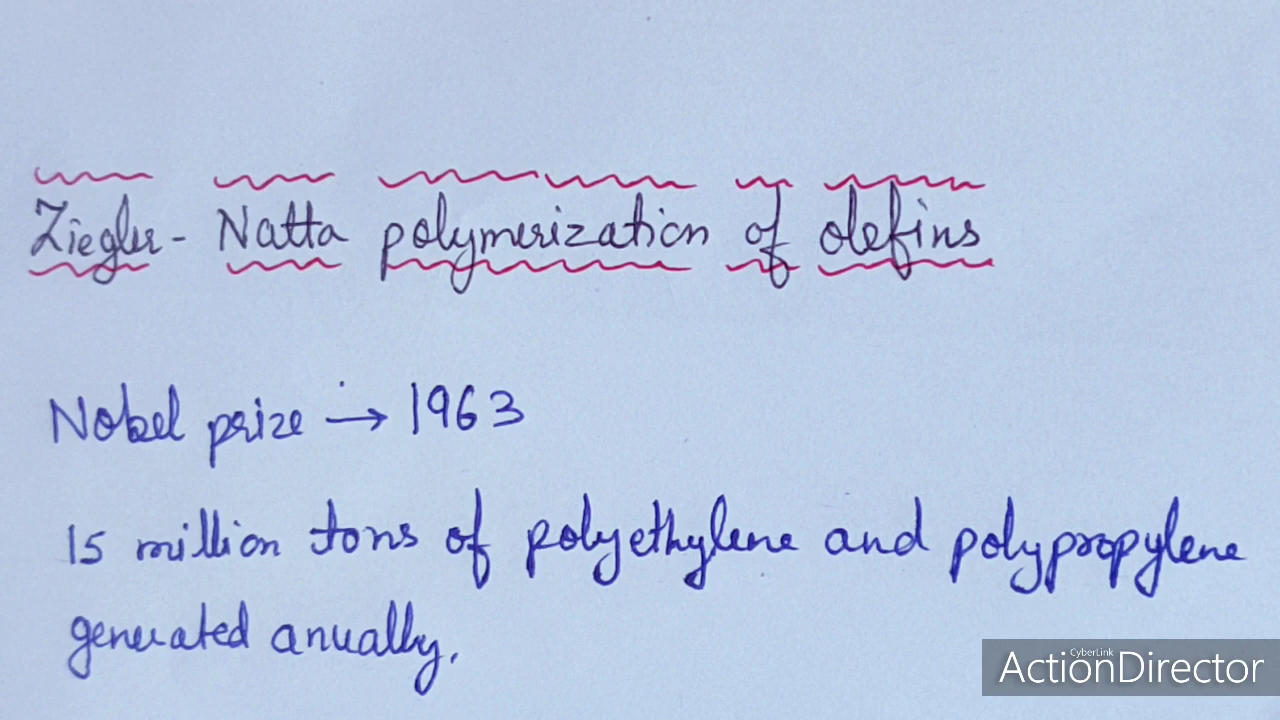 Ziegler- Natta polymerization of olefins
Nobel prize → 1963
15 million tons of polyethylene and polypropylene
generated anually.
CyberLink
ActionDirector